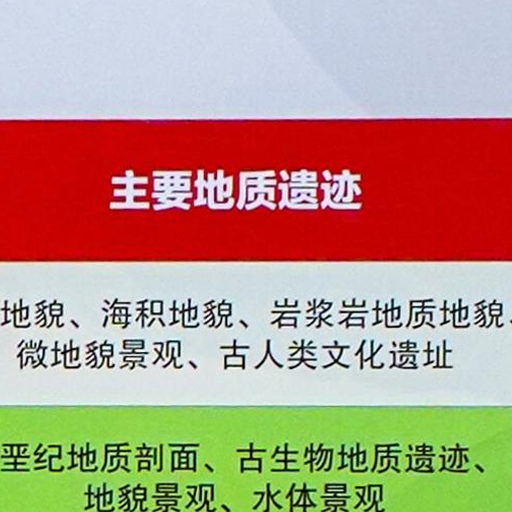 主要地质遗迹
地貌、海积地貌、岩浆岩地质地貌、
微地貌景观、古人类文化遗址
垩纪地质剖面、古生物地质遗迹、
地貌景观、水体景观